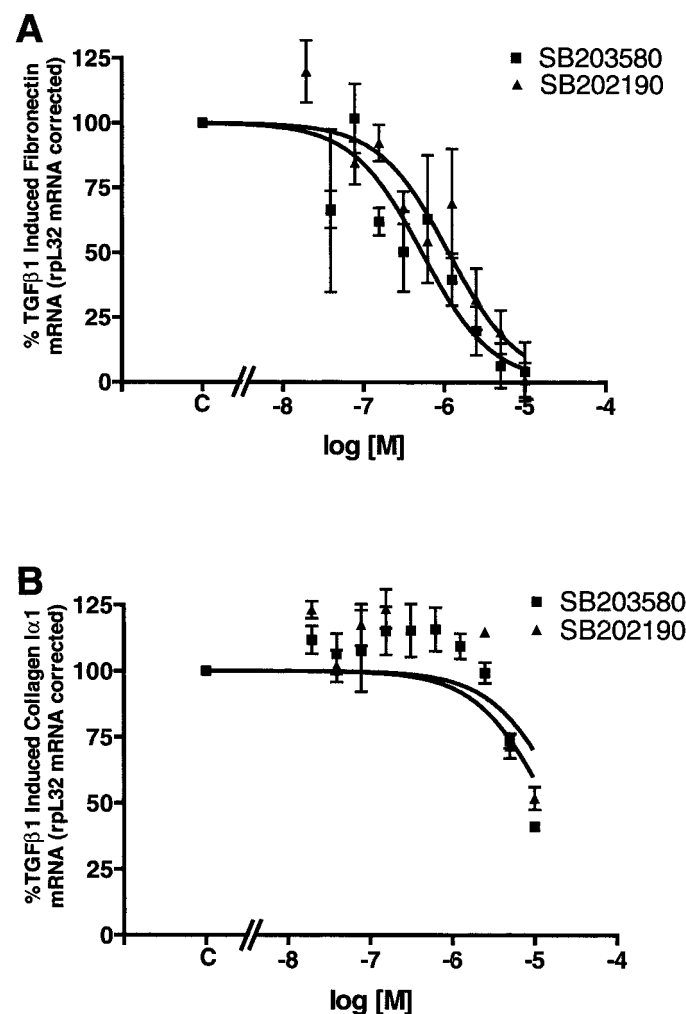 A
% TGFβ1 Induced Fibronectin
mRNA (rpL32 mRNA corrected)
125
100
75
50
25
0
C
-8
-7
-6
-5
-4
log [M]
SB203580
SB202190
B
%TGFβ1 Induced Collagen Iα1
mRNA (rpL32 mRNA corrected)
125
100
75
50
25
0
C
-8
-7
-6
-5
-4
log [M]
SB203580
SB202190